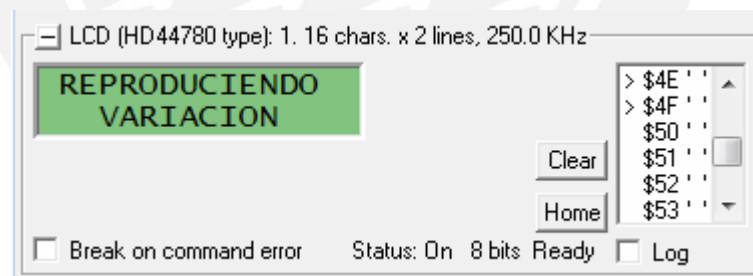 LCD (HD44780 type): 1. 16 chars. x 2 lines, 250.0 KHz
REPRODUCIENDO
VARIACION
> $4E ' '
> $4F ' '
$50 ' '
$51 ' '
$52 ' '
$53 ' '
Clear
Home
Break on command error
Status: On 8 bits Ready
Log